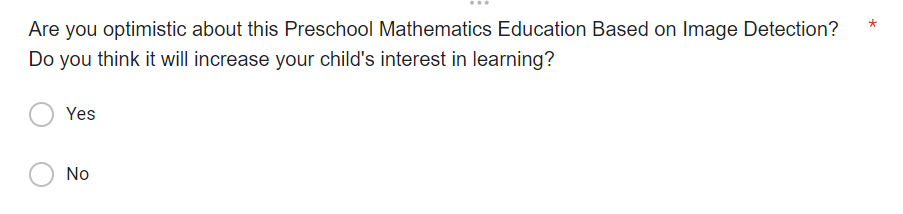 Are you optimistic about this Preschool Mathematics Education Based on Image Detection? *
Do you think it will increase your child's interest in learning?
Yes
No